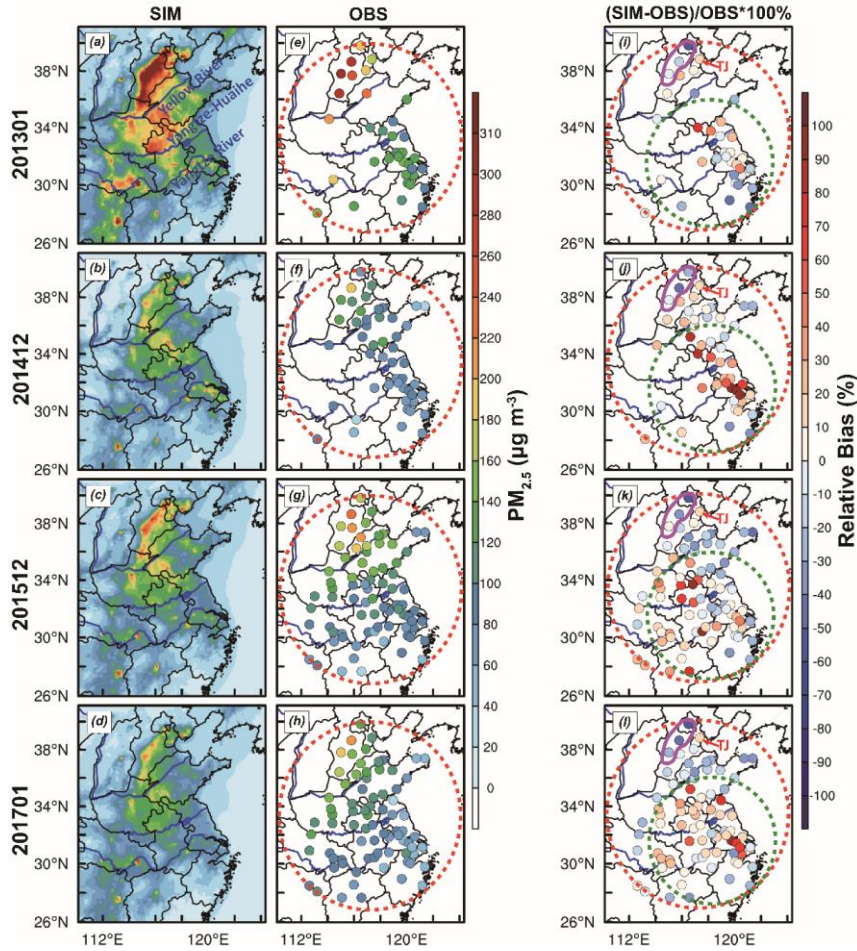 SIM
OBS
(SIM-OBS)/OBS*100%
201301
38°N
34°N
30°N
26°N
(a)
Yellow River
Yangtze-Huaihe
Yangtze River
(e)
(i)
TJ
201412
38°N
34°N
30°N
26°N
(b)
(f)
(j)
TJ
201512
38°N
34°N
30°N
26°N
(c)
(g)
(k)
TJ
201701
38°N
34°N
30°N
26°N
(d)
(h)
(l)
TJ
112°E 120°E
112°E 120°E
112°E 120°E
310
300
280
260
240
220
200
180
160
140
120
100
80
60
40
20
0
PM2.5 (µg m-3)
100
90
80
70
60
50
40
30
20
10
0
-10
-20
-30
-40
-50
-60
-70
-80
-90
-100
Relative Bias (%)